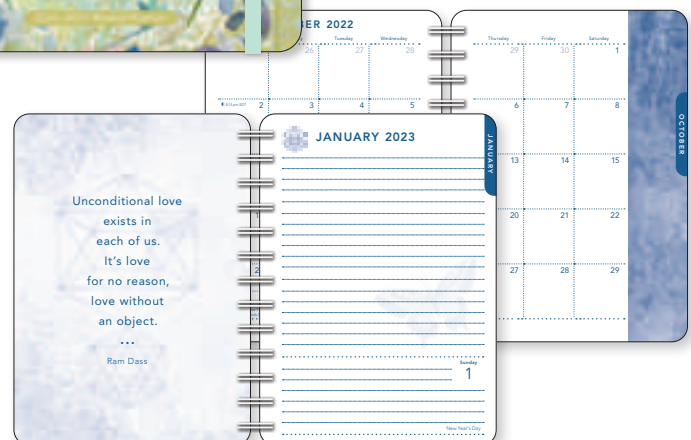 BER 2022
Tuesday Wednesday
26 27 28
2 3 4 5
Thursday Friday Saturday
29 30 1
6 7 8
13 14 15
20 21 22
27 28 29
OCTOBER
Unconditional love
exists in
each of us.
It's love
for no reason,
love without
an object.
•••
Ram Dass
1
2
JANUARY 2023
JANUARY
Sunday
1
New Year's Day